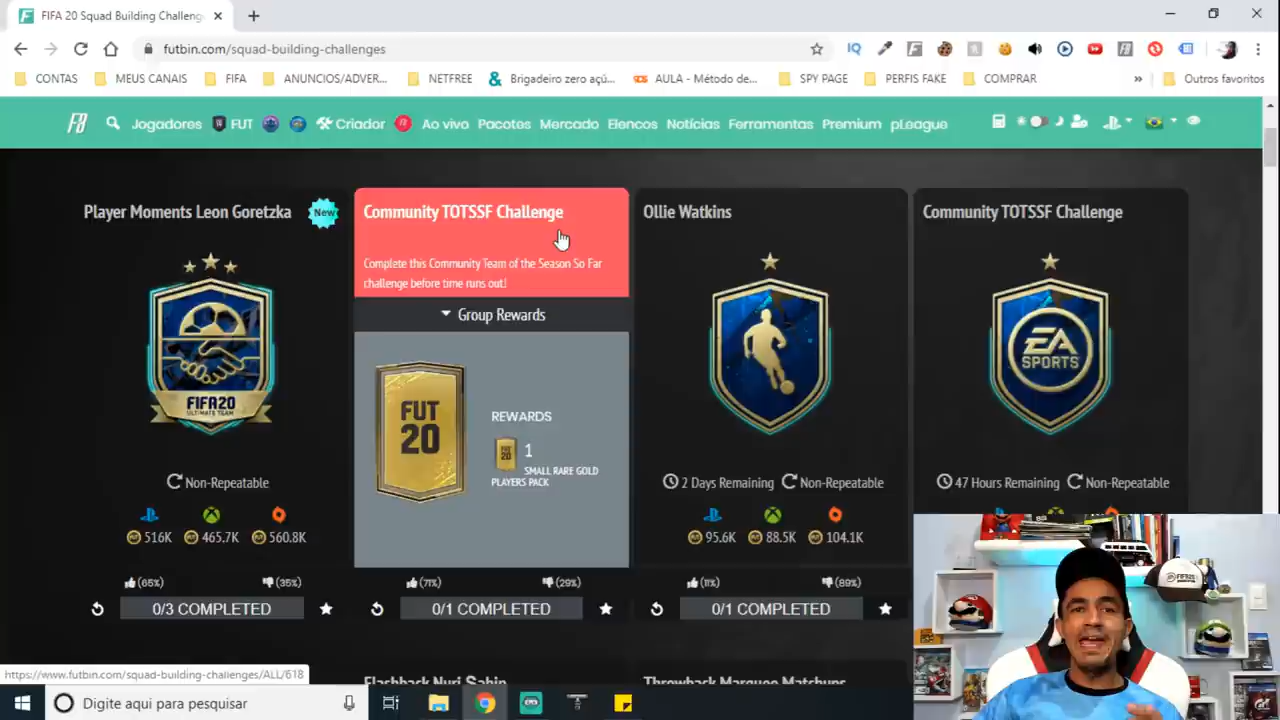 FIFA 20 Squad Building Challeng
futbin.com/squad-building-challenges
CONTAS
MEUS CANAIS
FIFA
ANUNCIOS/ADVER...
NETFREE
Brigadeiro zero açú...
AULA - Método de...
SPY PAGE
PERFIS FAKE
COMPRAR
»
Outros favoritos
Jogadores
FUT
Criador
Ao vivo
Pacotes
Mercado
Elencos
Notícias
Ferramentas
Premium
pLeague
Player Moments Leon Goretzka
New
FIFA20
ULTIMATE TEAM
Non-Repeatable
516K
465.7K
560.8K
(65%)
(35%)
0/3 COMPLETED
Community TOTSSF Challenge
Complete this Community Team of the Season So Far
challenge before time runs out!
Group Rewards
FUT
20
REWARDS
1
SMALL RARE GOLD
PLAYERS PACK
(71%)
(29%)
0/1 COMPLETED
Ollie Watkins
2 Days Remaining
Non-Repeatable
95.6K
88.5K
104.1K
(11%)
(89%)
0/1 COMPLETED
Community TOTSSF Challenge
EA
SPORTS
47 Hours Remaining
Non-Repeatable
Flashback Nuri Sahin
Throwback Marquee Matchups
https://www.futbin.com/squad-building-challenges/ALL/618
Digite aqui para pesquisar